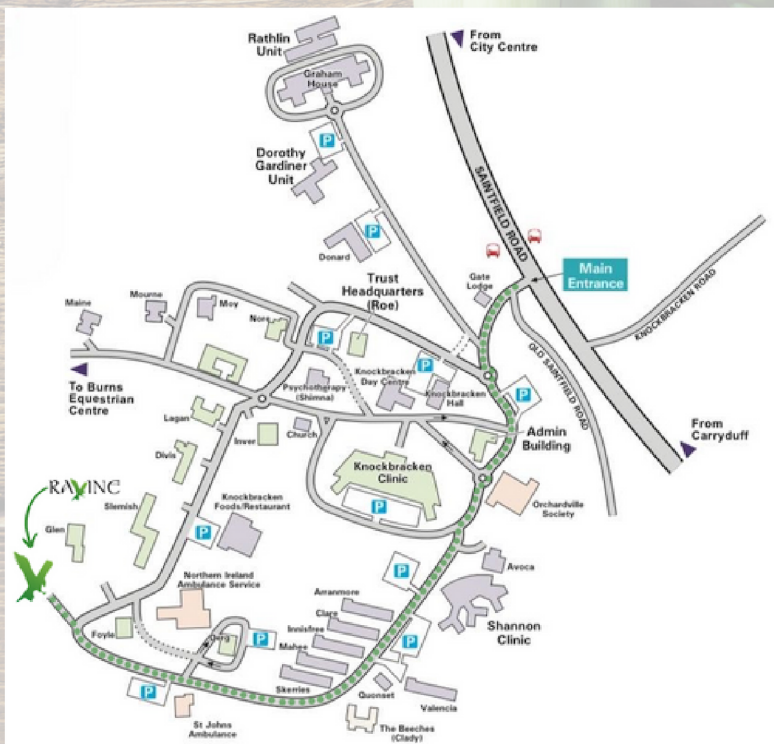 Rathlin
Unit
Graham
House
From
City Centre
P
Dorothy
Gardiner
Unit
P
Donard
SAINTFIELD ROAD
Main
Entrance
Gate
Lodge
KNOCKBRACKEN ROAD
OLD SAINTFIELD ROAD
Trust
Headquarters
(Roe)
Maine
Mourne
Moy
Nore
P
P
Knockbracken
Day Centre
Knockbracken
Hall
P
Psychotherapy
(Shimna)
To Burns
Equestrian
Centre
Lagan
Inver
Church
Admin
Building
From
Carryduff
Divis
Knockbracken
Clinic
P
Orchardville
Society
RAVINC
Slemish
Knockbracken
Foods/Restaurant
P
Glen
Northern Ireland
Ambulance Service
P
Avoca
Arranmore
Clare
Innisfree
Mahee
Skerries
Shannon
Clinic
P
Foyle
Derg
P
P
Quonset
Valencia
St Johns
Ambulance
The Beeches
(Clady)